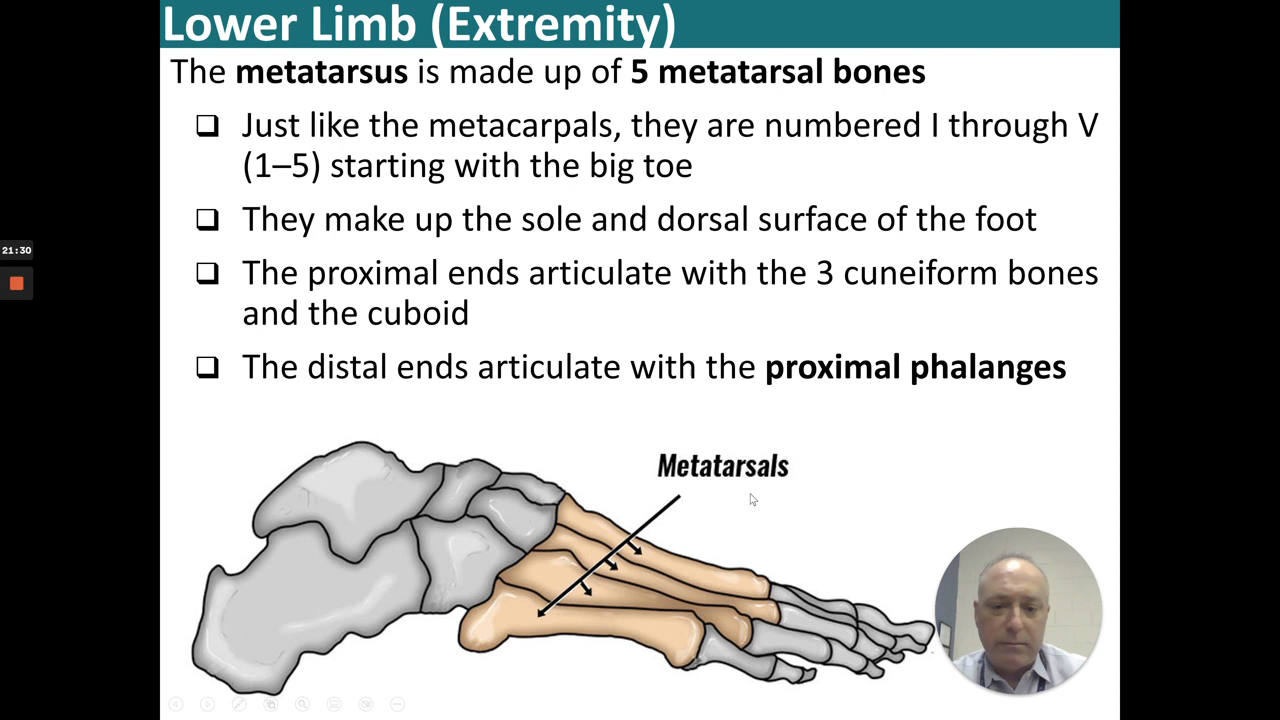 Lower Limb (Extremity)
The metatarsus is made up of 5 metatarsal bones
Just like the metacarpals, they are numbered I through V
(1–5) starting with the big toe
They make up the sole and dorsal surface of the foot
The proximal ends articulate with the 3 cuneiform bones
and the cuboid
The distal ends articulate with the proximal phalanges
Metatarsals
21:30